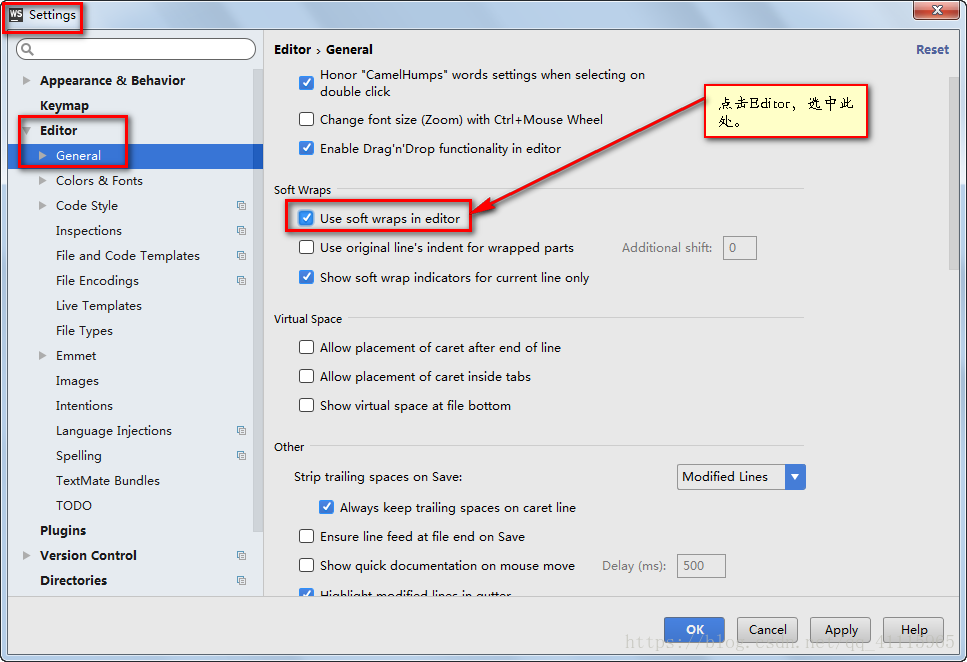 WS Settings
Editor › General
Reset
Appearance & Behavior
Keymap
Editor
General
Colors & Fonts
Code Style
Inspections
File and Code Templates
File Encodings
Live Templates
File Types
Emmet
Images
Intentions
Language Injections
Spelling
TextMate Bundles
TODO
Plugins
Version Control
Directories
Honor "CamelHumps" words settings when selecting on
double click
Change font size (Zoom) with Ctrl+Mouse Wheel
Enable Drag'n'Drop functionality in editor
点击Editor，选中此
处。
Soft Wraps
Use soft wraps in editor
Use original line's indent for wrapped parts Additional shift: 0
Show soft wrap indicators for current line only
Virtual Space
Allow placement of caret after end of line
Allow placement of caret inside tabs
Show virtual space at file bottom
Other
Strip trailing spaces on Save: Modified Lines
Always keep trailing spaces on caret line
Ensure line feed at file end on Save
Show quick documentation on mouse move Delay (ms): 500
Highlight modified lines in gutter
OK Cancel Apply Help